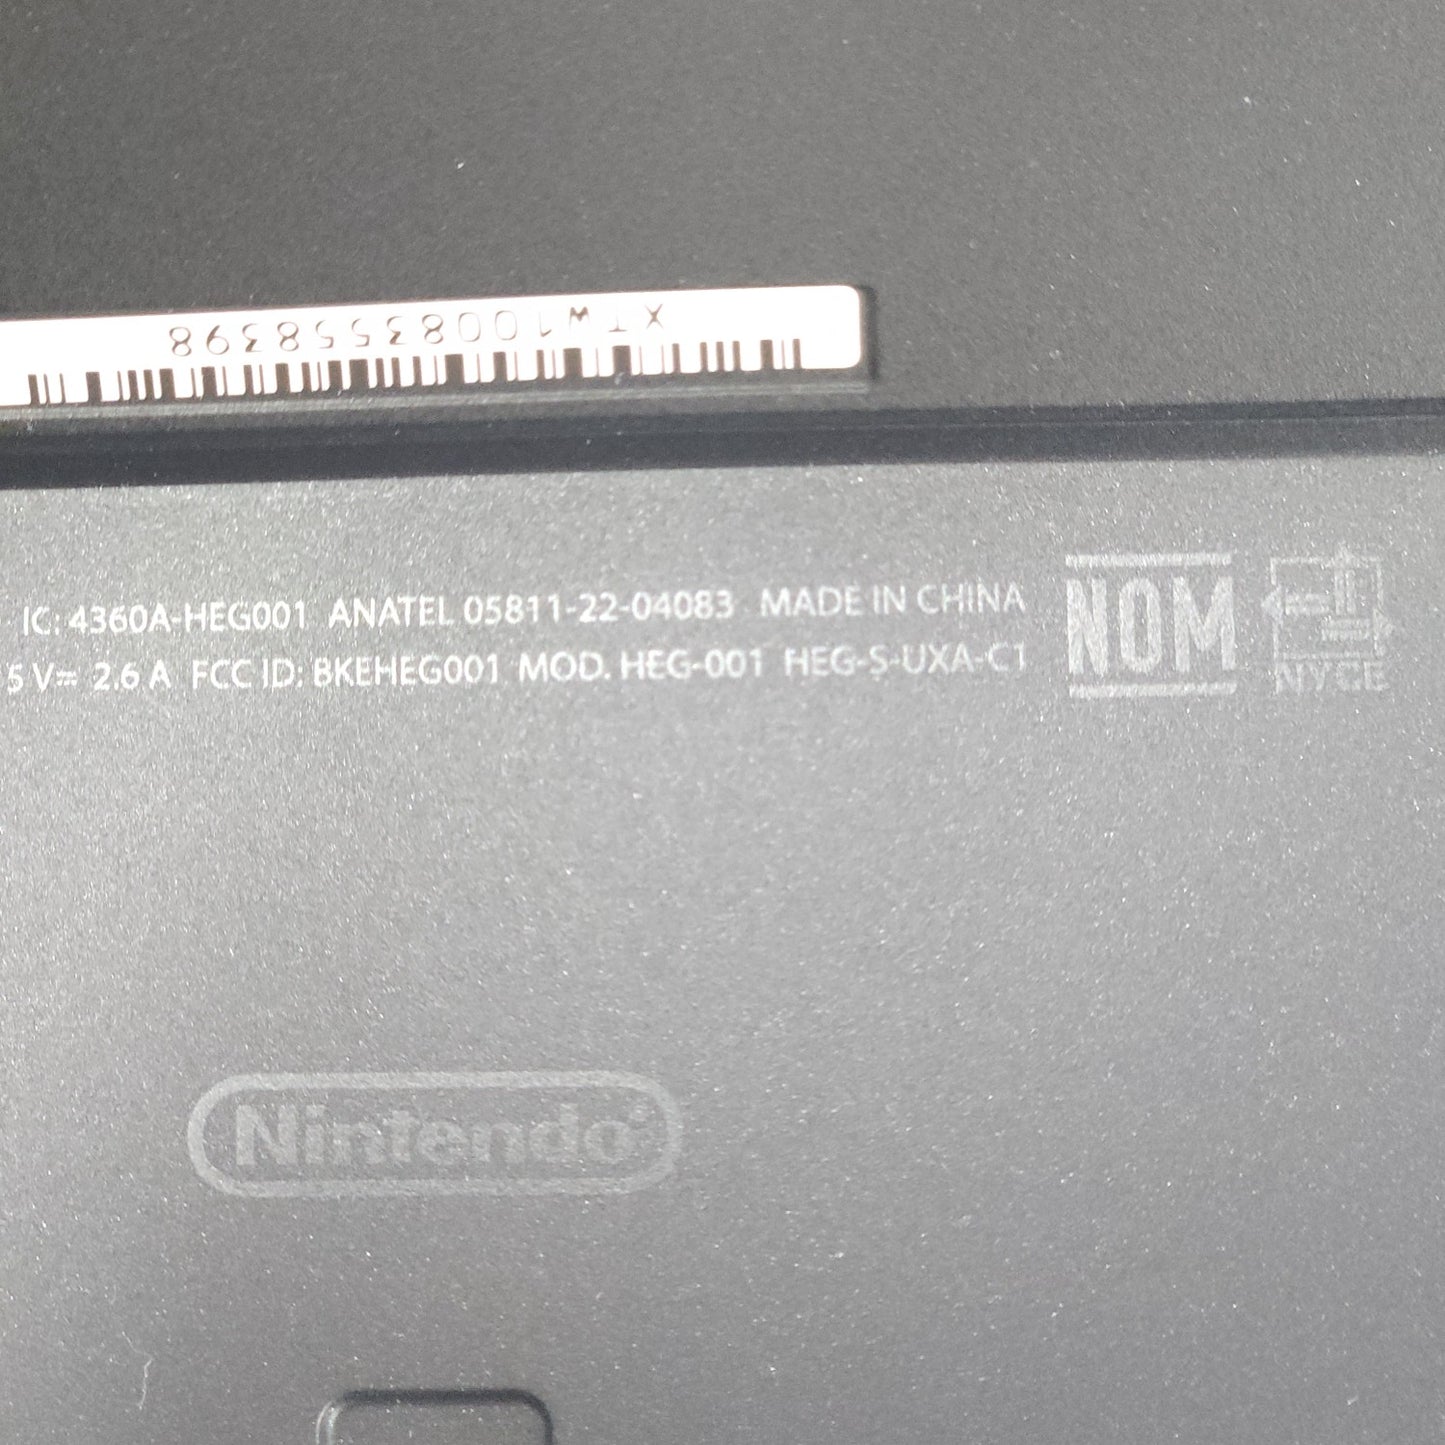 XTW10083558398
IC: 4360A-HEG001 ANATEL 05811-22-04083 MADE IN CHINA
5 V⎓ 2.6 A FCC ID: BKEHEG001 MOD. HEG-001 HEG-S-UXA-C1
NOM
NYCE
Nintendo